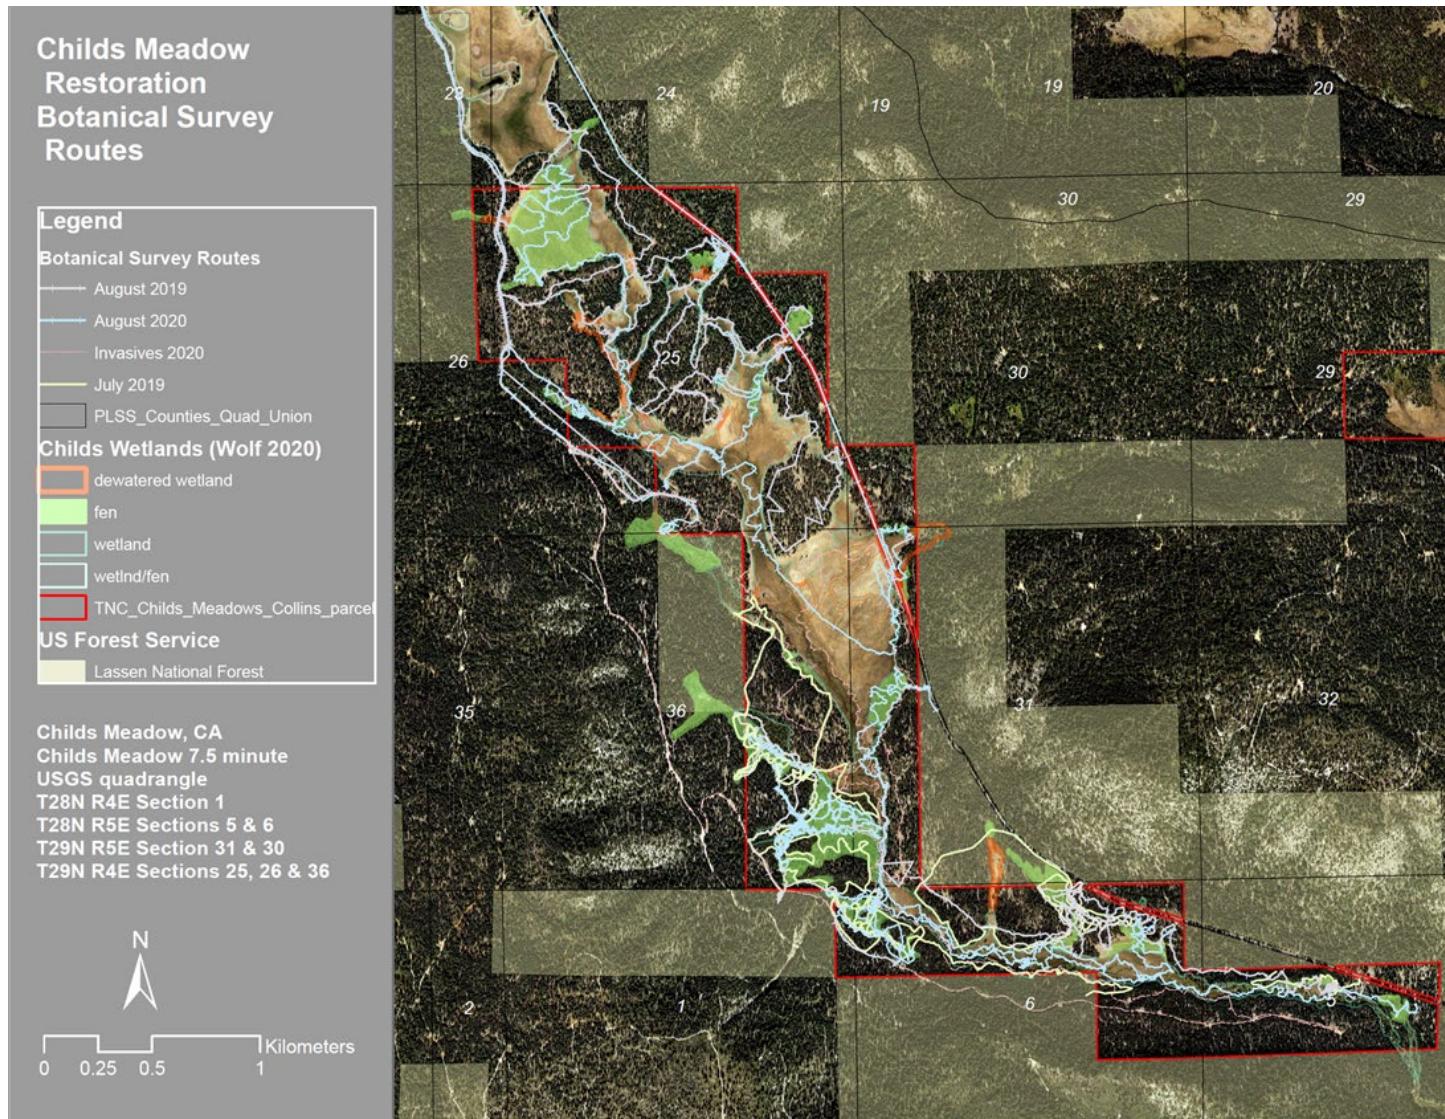 Childs Meadow
Restoration
Botanical Survey
Routes
Legend
Botanical Survey Routes
August 2019
August 2020
Invasives 2020
July 2019
PLSS_Counties_Quad_Union
Childs Wetlands (Wolf 2020)
dewatered wetland
fen
wetland
wetlnd/fen
TNC_Childs_Meadows_Collins_parcel
US Forest Service
Lassen National Forest
Childs Meadow, CA
Childs Meadow 7.5 minute
USGS quadrangle
T28N R4E Section 1
T28N R5E Sections 5 & 6
T29N R5E Section 31 & 30
T29N R4E Sections 25, 26 & 36
N
Kilometers
0 0.25 0.5 1
23 24 19 19 20
30 29
26 25 30 29
35 36 31 32
2 1 6 5